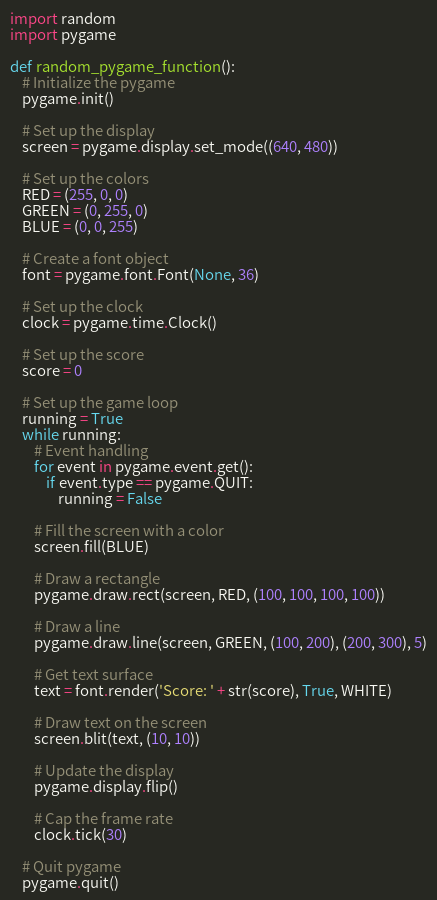 import random
import pygame

def random_pygame_function():
    # Initialize the pygame
    pygame.init()

    # Set up the display
    screen = pygame.display.set_mode((640, 480))

    # Set up the colors
    RED = (255, 0, 0)
    GREEN = (0, 255, 0)
    BLUE = (0, 0, 255)

    # Create a font object
    font = pygame.font.Font(None, 36)

    # Set up the clock
    clock = pygame.time.Clock()

    # Set up the score
    score = 0

    # Set up the game loop
    running = True
    while running:
        # Event handling
        for event in pygame.event.get():
            if event.type == pygame.QUIT:
                running = False

        # Fill the screen with a color
        screen.fill(BLUE)

        # Draw a rectangle
        pygame.draw.rect(screen, RED, (100, 100, 100, 100))

        # Draw a line
        pygame.draw.line(screen, GREEN, (100, 200), (200, 300), 5)

        # Get text surface
        text = font.render('Score: ' + str(score), True, WHITE)

        # Draw text on the screen
        screen.blit(text, (10, 10))

        # Update the display
        pygame.display.flip()

        # Cap the frame rate
        clock.tick(30)

    # Quit pygame
    pygame.quit()